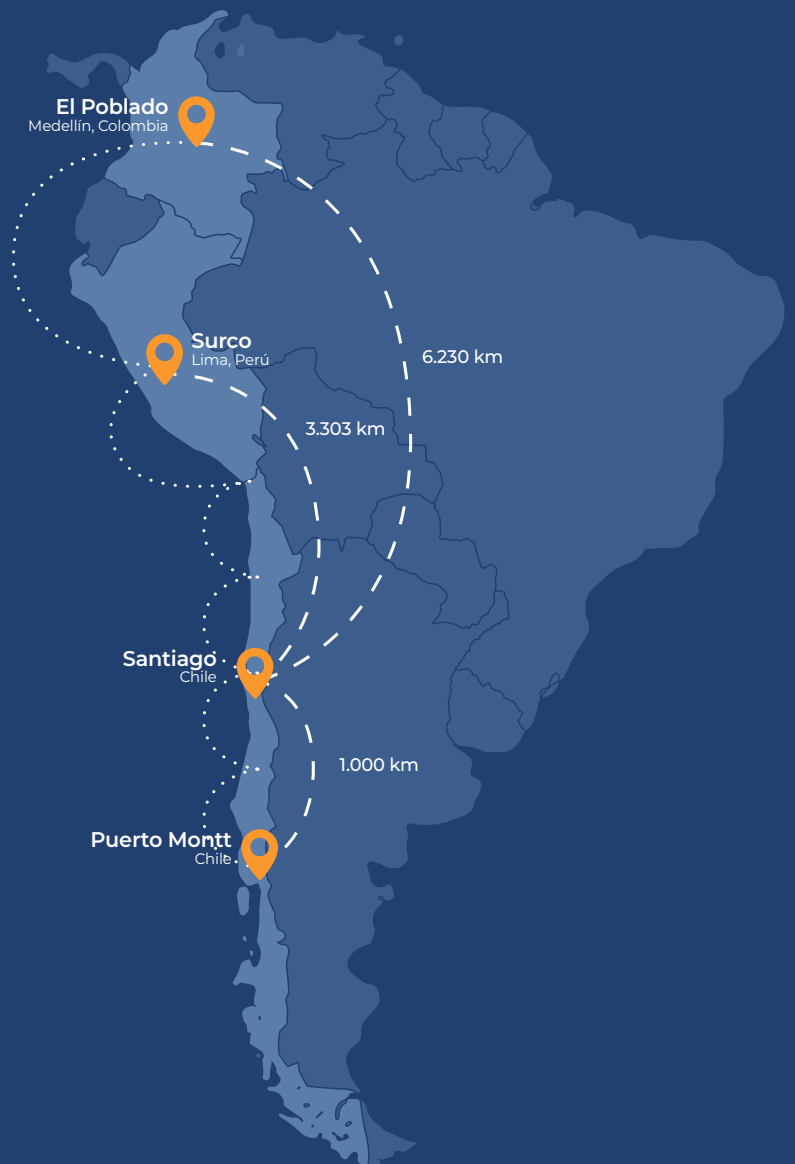 El Poblado
Medellín, Colombia
Surco
Lima, Perú
6.230 km
3.303 km
Santiago
Chile
1.000 km
Puerto Montt
Chile